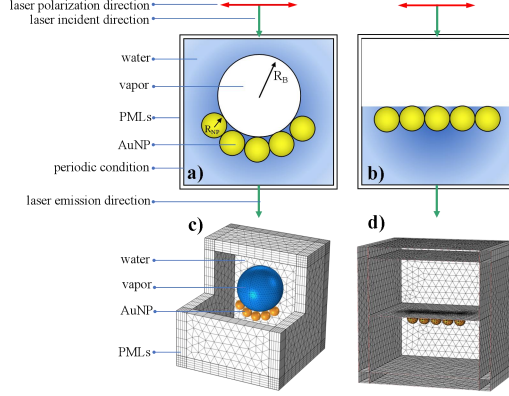 laser polarization direction
laser incident direction
water
vapor
R_B
PMLs
R_NP
AuNP
periodic condition
a)
b)
laser emission direction
c)
d)
water
vapor
AuNP
PMLs